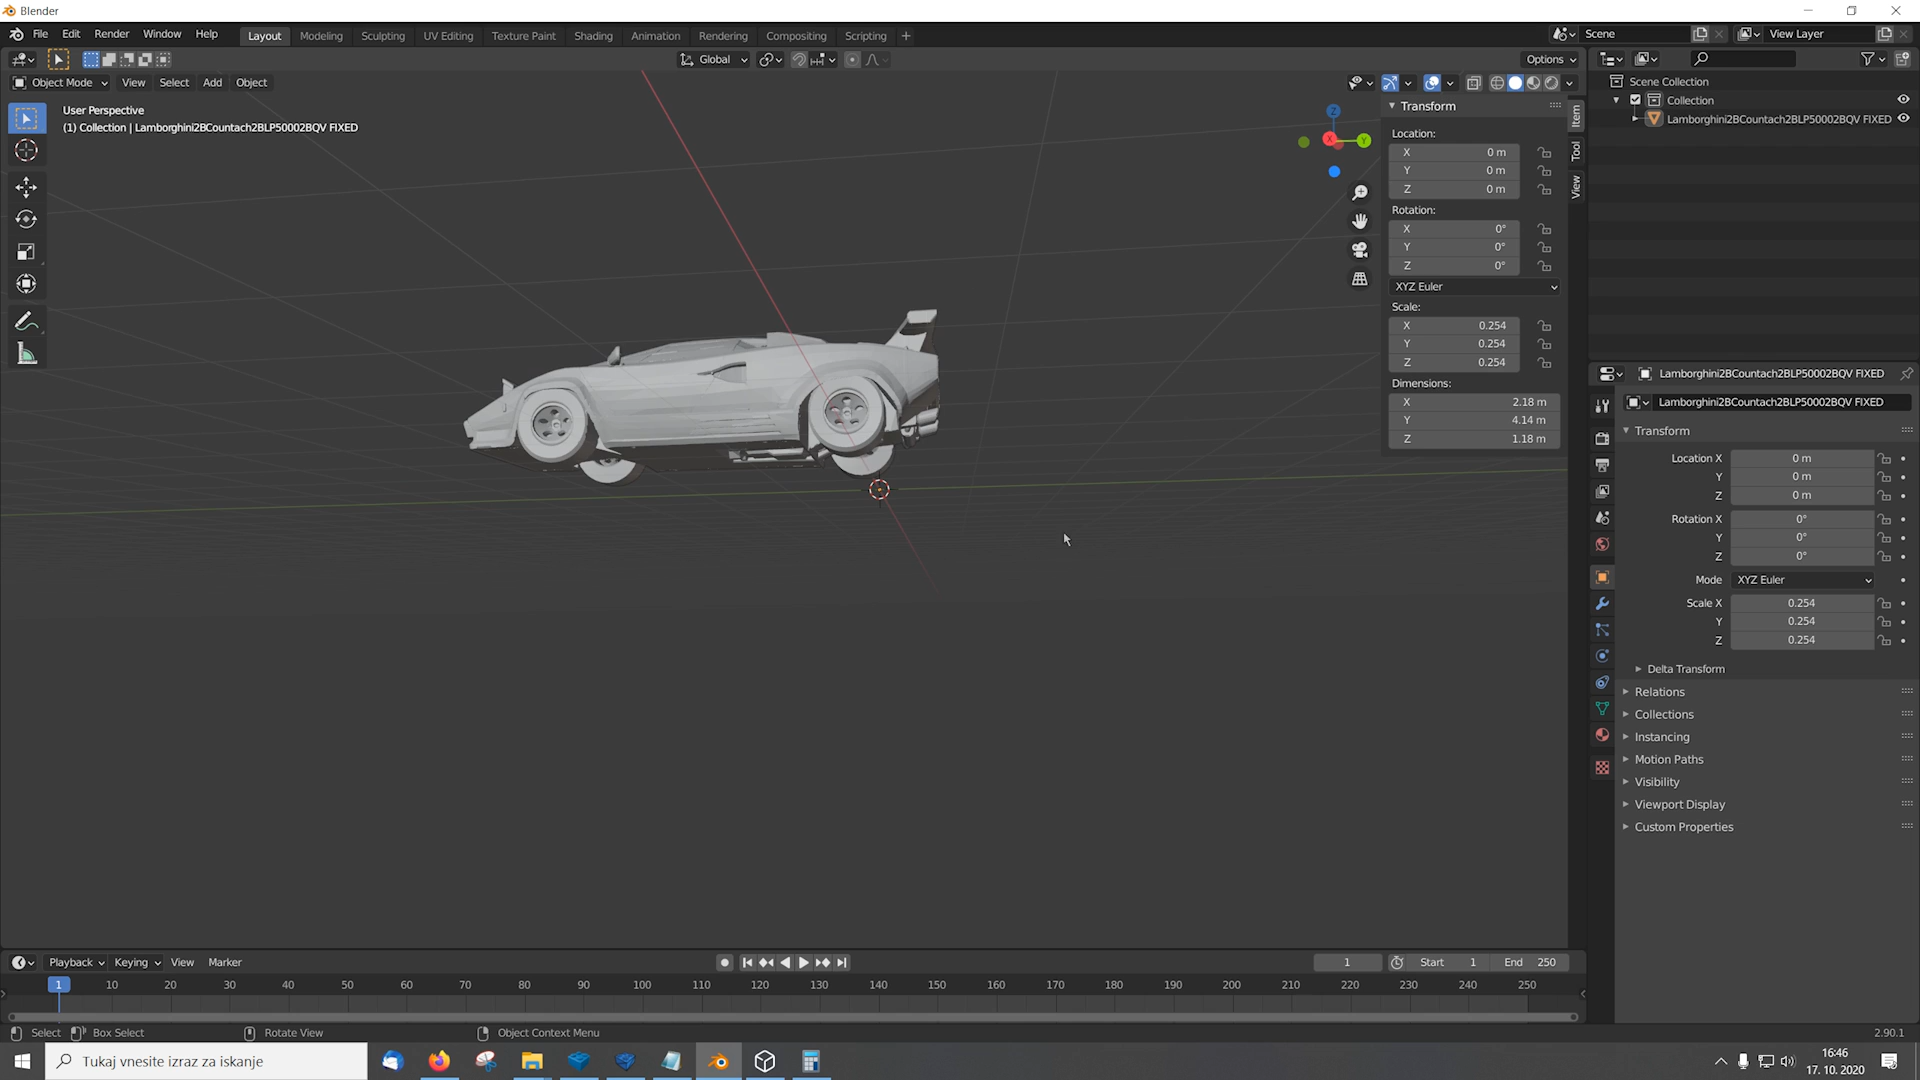 Blender
File Edit Render Window Help Layout Modeling Sculpting UV Editing Texture Paint Shading Animation Rendering Compositing Scripting +
Scene
View Layer
Global
Options
Object Mode View Select Add Object
User Perspective
(1) Collection | Lamborghini2BCountach2BLP50002BQV FIXED
Z
X
Y
Transform
Location:
X 0 m
Y 0 m
Z 0 m
Rotation:
X 0°
Y 0°
Z 0°
XYZ Euler
Scale:
X 0.254
Y 0.254
Z 0.254
Dimensions:
X 2.18 m
Y 4.14 m
Z 1.18 m
Item
Tool
View
Scene Collection
Collection
Lamborghini2BCountach2BLP50002BQV FIXED
Lamborghini2BCountach2BLP50002BQV FIXED
Lamborghini2BCountach2BLP50002BQV FIXED
Transform
Location X 0 m
Y 0 m
Z 0 m
Rotation X 0°
Y 0°
Z 0°
Mode XYZ Euler
Scale X 0.254
Y 0.254
Z 0.254
Delta Transform
Relations
Collections
Instancing
Motion Paths
Visibility
Viewport Display
Custom Properties
Playback Keying View Marker
1 Start 1 End 250
1 10 20 30 40 50 60 70 80 90 100 110 120 130 140 150 160 170 180 190 200 210 220 230 240 250
Select Box Select Rotate View Object Context Menu
2.90.1
Tukaj vnesite izraz za iskanje
16:46
17. 10. 2020